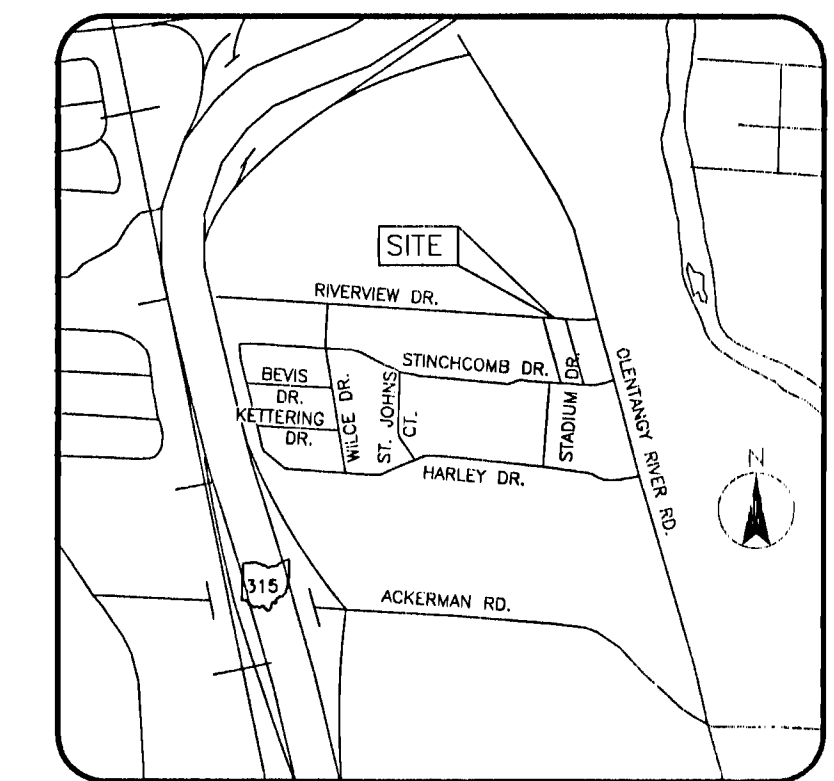 SITE
RIVERVIEW DR.
STINCHCOMB DR.
BEVIS
DR.
KETTERING
DR.
WILCE DR.
ST. JOHNS
CT.
STADIUM DR.
OLENTANGY RIVER RD.
HARLEY DR.
N
315
ACKERMAN RD.